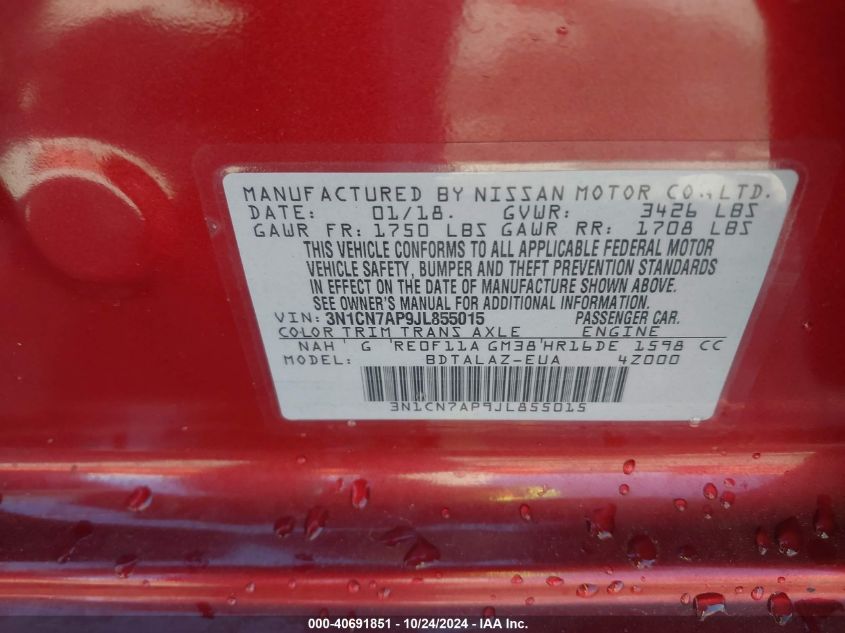 MANUFACTURED BY NISSAN MOTOR CO., LTD.
DATE: 01/18. GVWR: 3426 LBS
GAWR FR: 1750 LBS GAWR RR: 1708 LBS
THIS VEHICLE CONFORMS TO ALL APPLICABLE FEDERAL MOTOR
VEHICLE SAFETY, BUMPER AND THEFT PREVENTION STANDARDS
IN EFFECT ON THE DATE OF MANUFACTURE SHOWN ABOVE.
SEE OWNER'S MANUAL FOR ADDITIONAL INFORMATION.
VIN: 3N1CN7AP9JL855015 PASSENGER CAR.
COLOR TRIM TRANS AXLE ENGINE
NAH' G 'RE0F11A GM38'HR16DE 1598 CC
MODEL: BDTALAZ-EUA 4Z000
3N1CN7AP9JL855015
000-40691851 - 10/24/2024 - IAA, Inc.